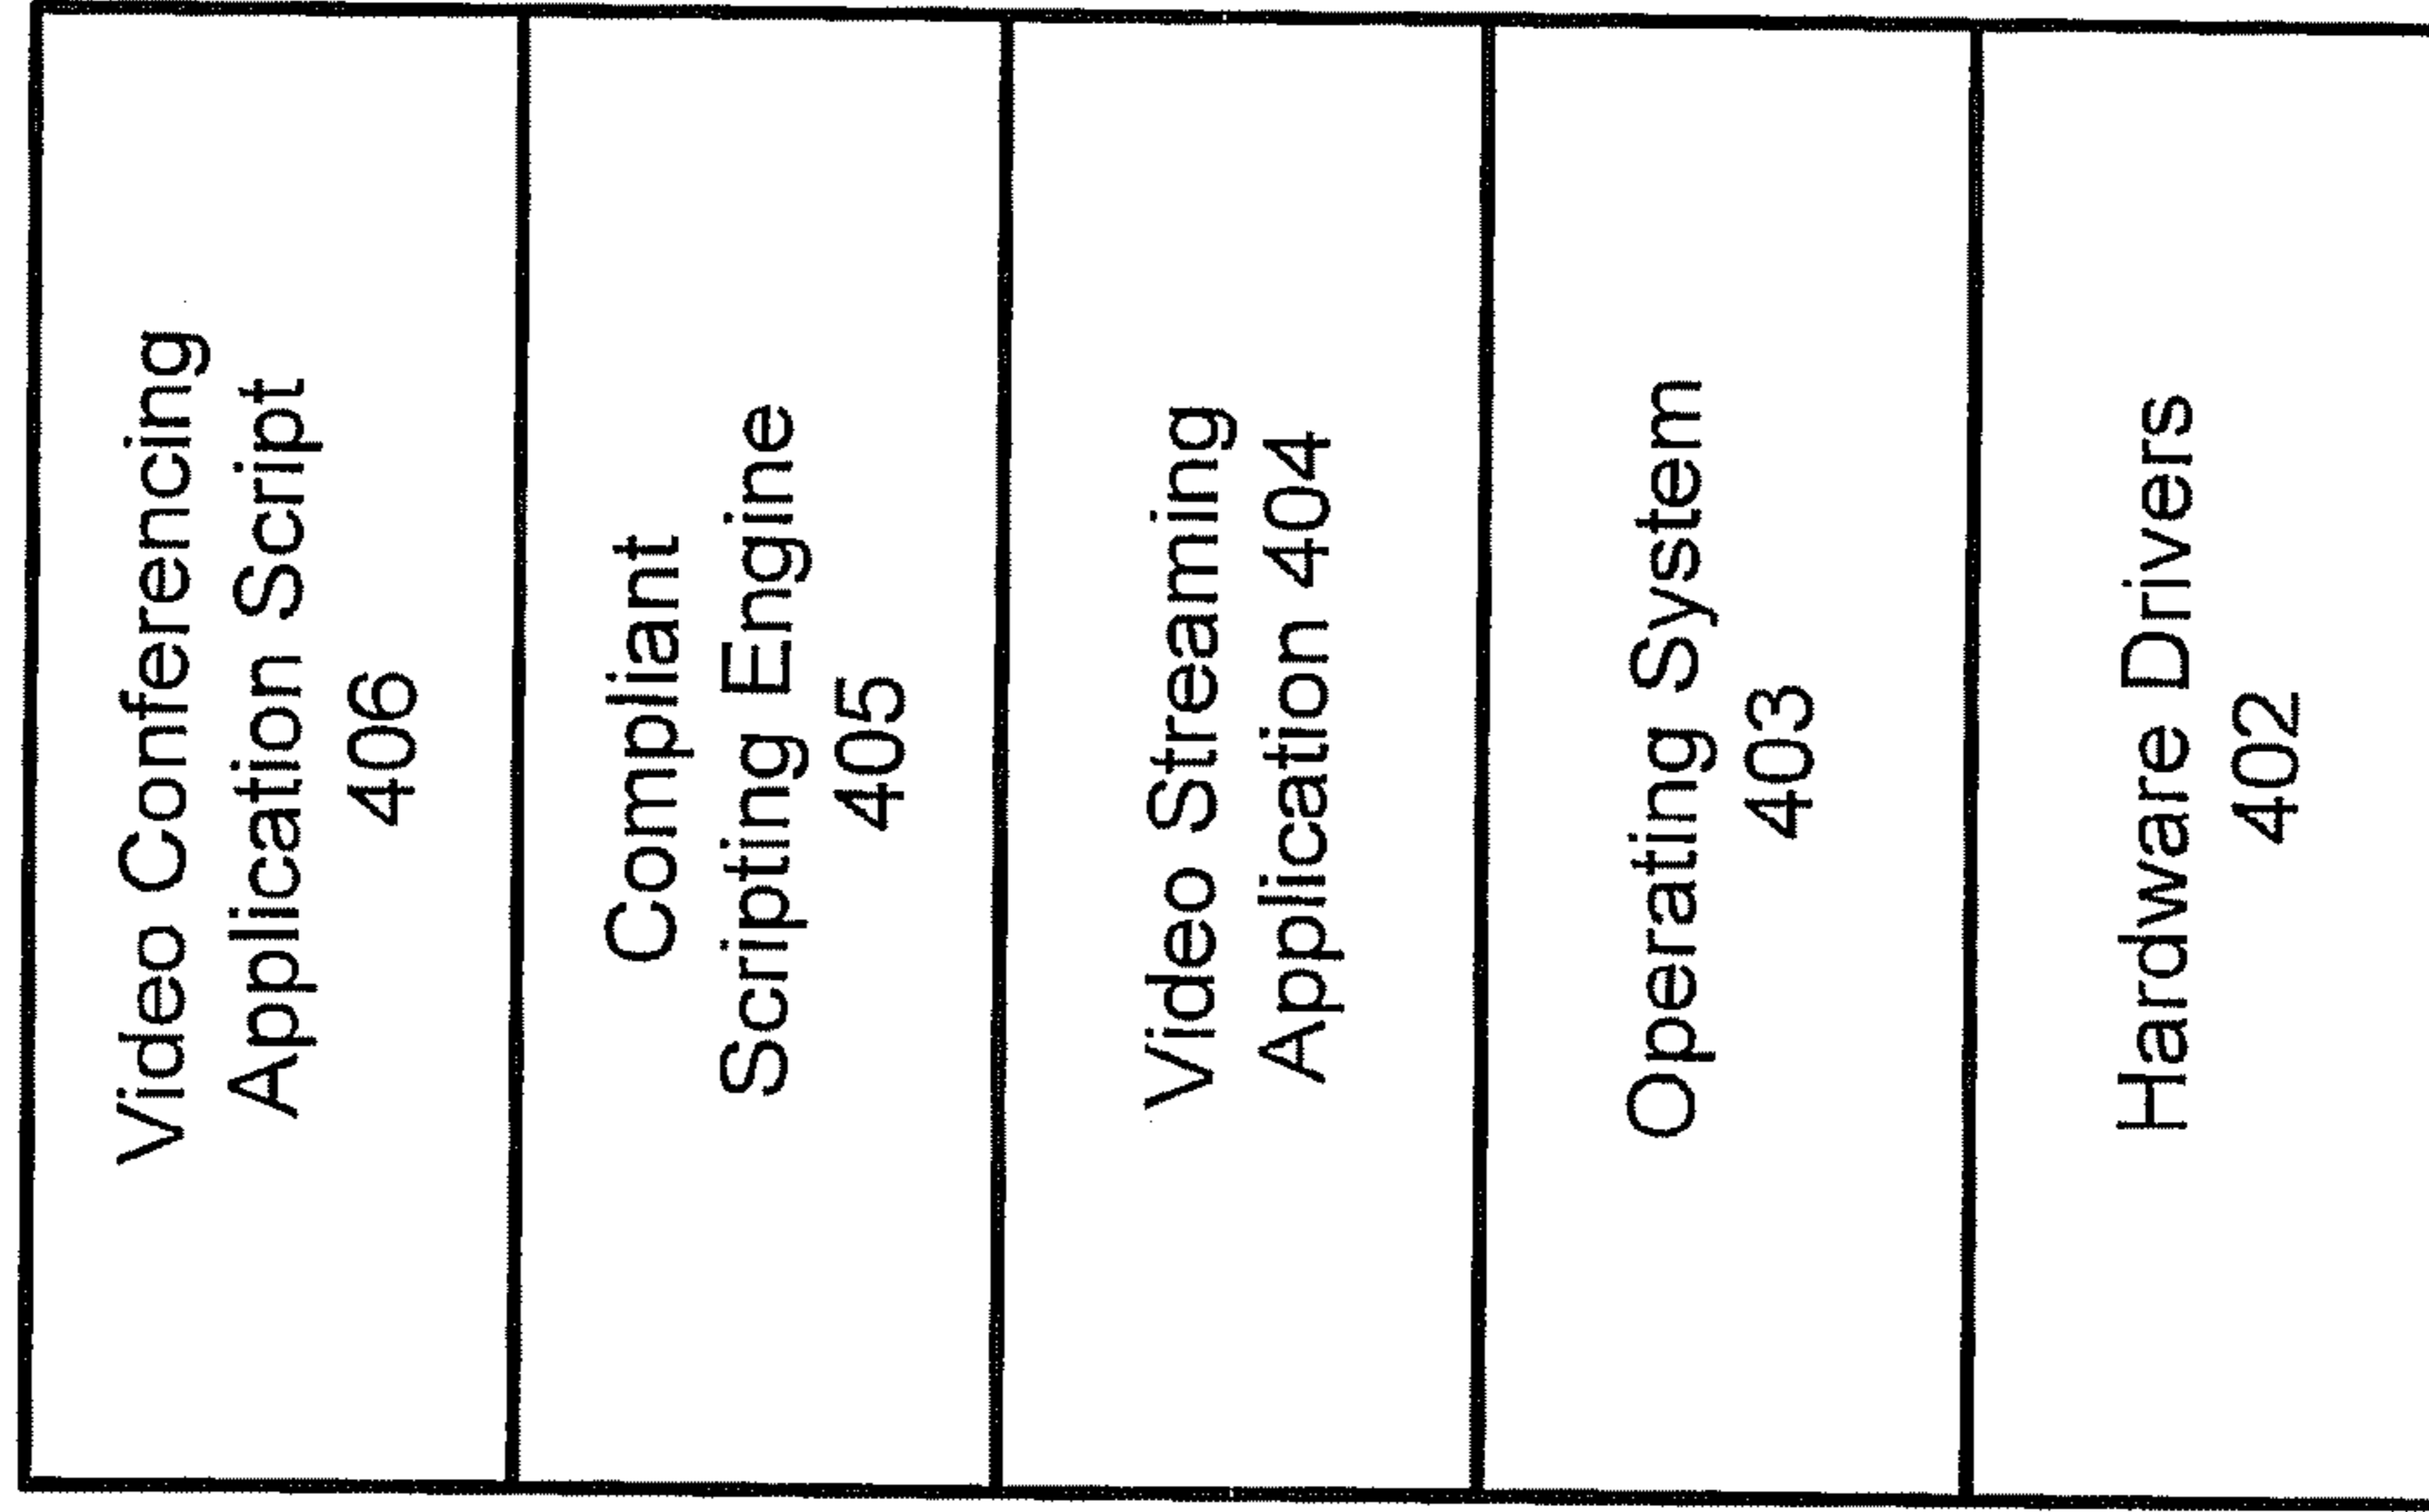 Video Conferencing
Application Script
406
Compliant
Scripting Engine
405
Video Streaming
Application 404
Operating System
403
Hardware Drivers
402